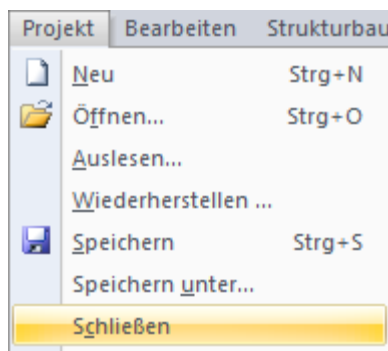 Projekt Bearbeiten Strukturbau
Neu Strg+N
Öffnen... Strg+O
Auslesen...
Wiederherstellen ...
Speichern Strg+S
Speichern unter...
Schließen